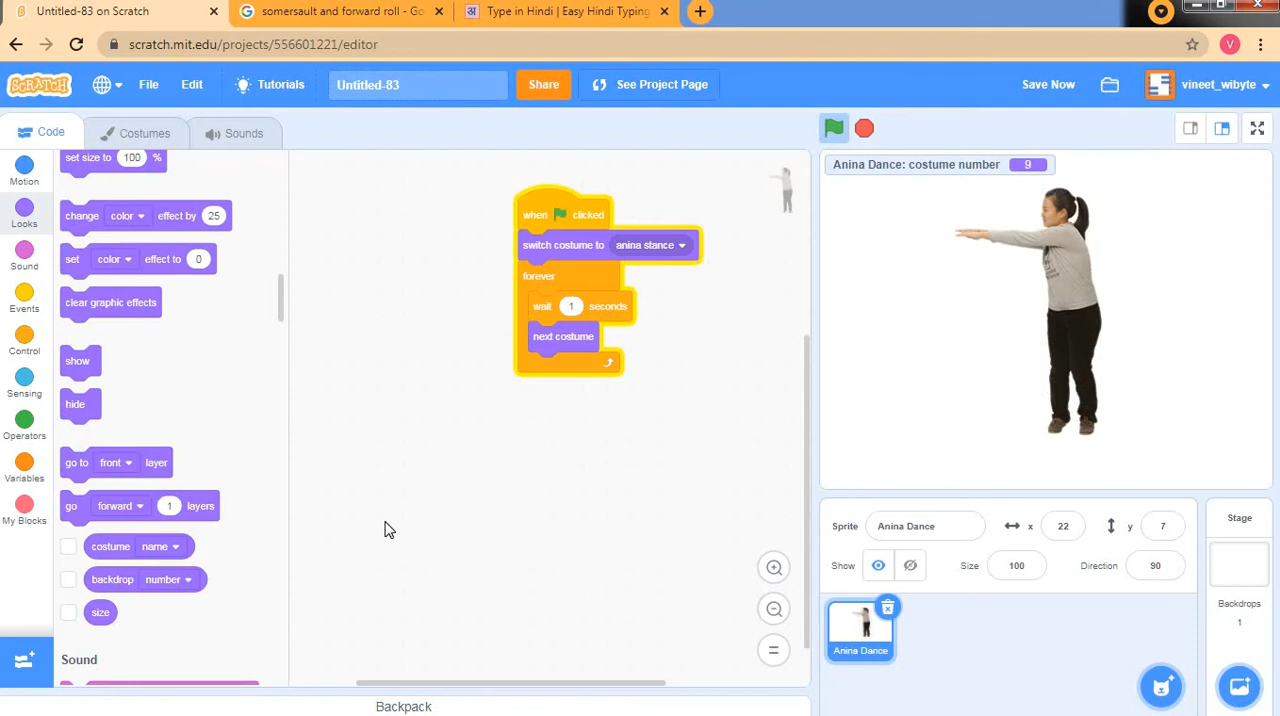 Untitled-83 on Scratch
somersault and forward roll - Go
अ Type in Hindi | Easy Hindi Typing
scratch.mit.edu/projects/556601221/editor
V
SCRATCH
File
Edit
Tutorials
Untitled-83
Share
See Project Page
Save Now
vineet_wibyte
Code
Costumes
Sounds
Motion
Looks
Sound
Events
Control
Sensing
Operators
Variables
My Blocks
set size to 100 %
change color effect by 25
set color effect to 0
clear graphic effects
show
hide
go to front layer
go forward 1 layers
costume name
backdrop number
size
Sound
when clicked
switch costume to anina stance
forever
wait 1 seconds
next costume
Anina Dance: costume number 9
Sprite Anina Dance x 22 y 7
Show Size 100 Direction 90
Anina Dance
Stage
Backdrops
1
Backpack